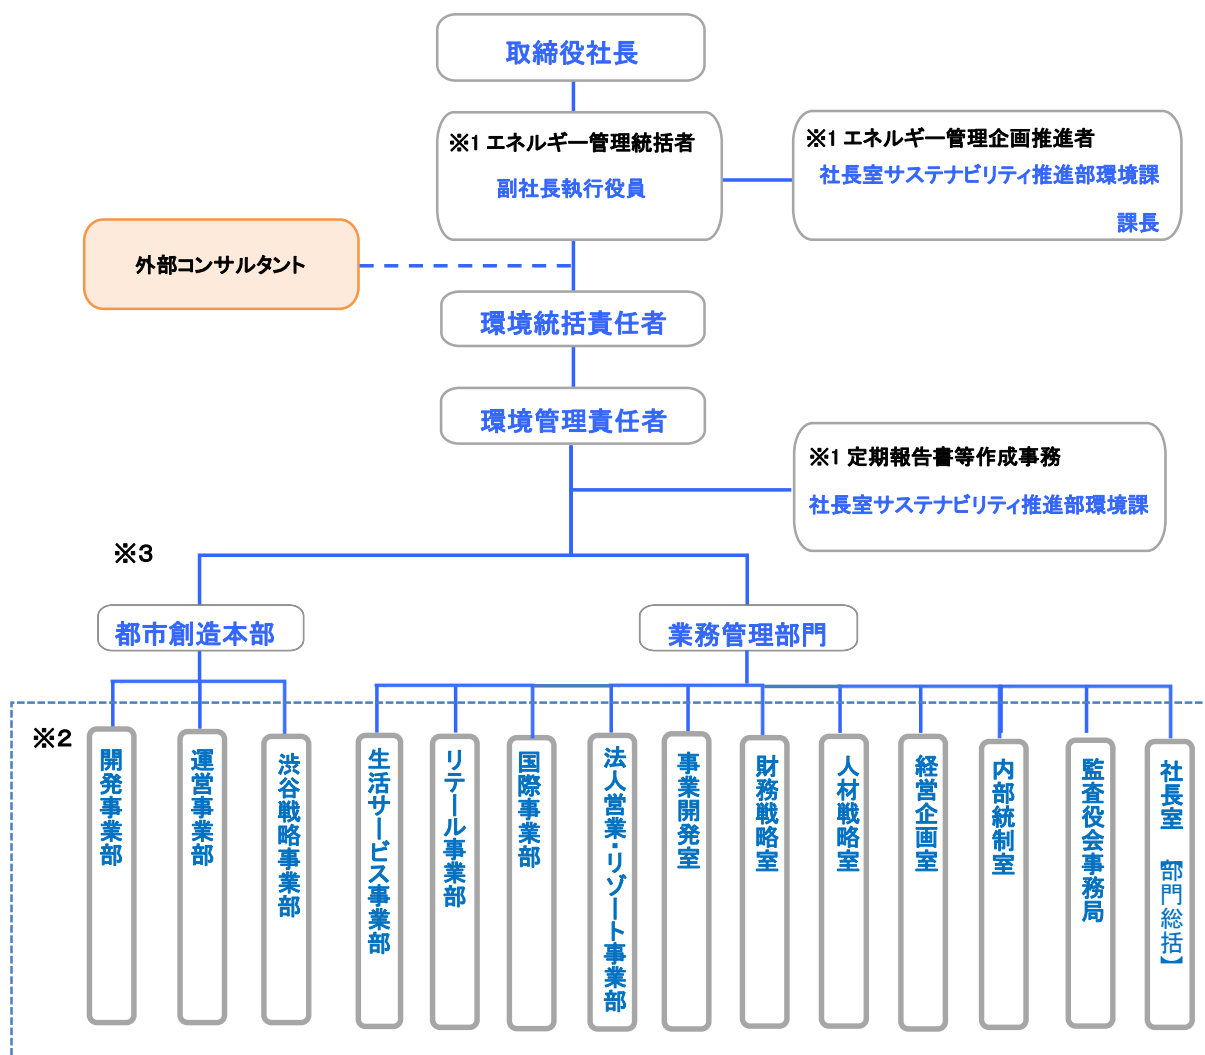 取締役社長
※1 エネルギー管理統括者
副社長執行役員
※1 エネルギー管理企画推進者
社長室サステナビリティ推進部環境課
課長
外部コンサルタント
環境統括責任者
環境管理責任者
※1 定期報告書等作成事務
社長室サステナビリティ推進部環境課
※3
都市創造本部
業務管理部門
※2
開発事業部
運営事業部
渋谷戦略事業部
生活サービス事業部
リテール事業部
国際事業部
法人営業・リゾート事業部
事業開発室
財務戦略室
人材戦略室
経営企画室
内部統制室
監査役会事務局
社長室 【部門総括】